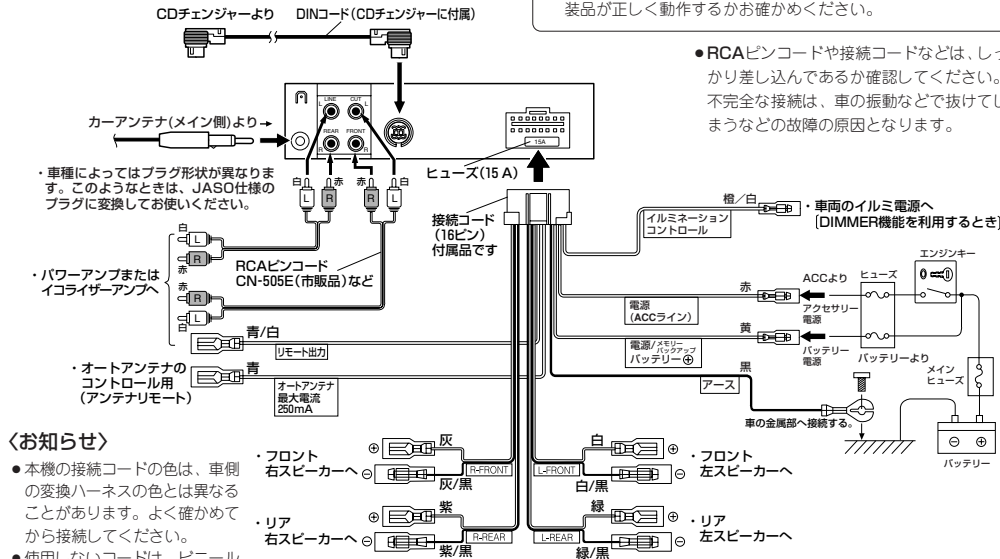 装品が正しく動作するかお確かめください。
CDチェンジャーより
DINコード(CDチェンジャーに付属)
●RCAピンコードや接続コードなどは、しっ
かり差し込んであるか確認してください。
不完全な接続は、車の振動などで抜けてし
まうなどの故障の原因となります。
LINE OUT
L L
REAR FRONT
R R
15A
カーアンテナ(メイン側)より→
・車種によってはプラグ形状が異なりま
す。このようなときは、JASO仕様の
プラグに変換してお使いください。
ヒューズ(15 A)
白 赤 赤 白
L R R L
接続コード
(16ピン)
付属品です
橙/白
イルミネーション
コントロール
・車両のイルミ電源へ
[DIMMER機能を利用するとき]
白
L
R
赤
赤
R
L
白
・パワーアンプまたは
イコライザーアンプへ
RCAピンコード
CN-505E(市販品)など
エンジンキー
ヒューズ
ACCより
赤
アクセサリー
電源
電源
(ACCライン)
黄
電源/メモリーバックアップ
バッテリー⊕
バッテリー
電源
バッテリーより
メイン
ヒューズ
青/白
リモート出力
・オートアンテナの
コントロール用
(アンテナリモート)
青
オートアンテナ
最大電流
250mA
黒
アース
車の金属部へ接続する。
⊖ ⊕
バッテリー
〈お知らせ〉
●本機の接続コードの色は、車側
の変換ハーネスの色とは異なる
ことがあります。よく確かめて
から接続してください。
●使用しないコードは、ビニール
・フロント
右スピーカーへ
⊕ 灰
⊖ 灰/黒
R-FRONT
・リア
右スピーカーへ
⊕ 紫
⊖ 紫/黒
R-REAR
白 ⊕
白/黒 ⊖
L-FRONT
・フロント
左スピーカーへ
緑 ⊕
緑/黒 ⊖
L-REAR
・リア
左スピーカーへ